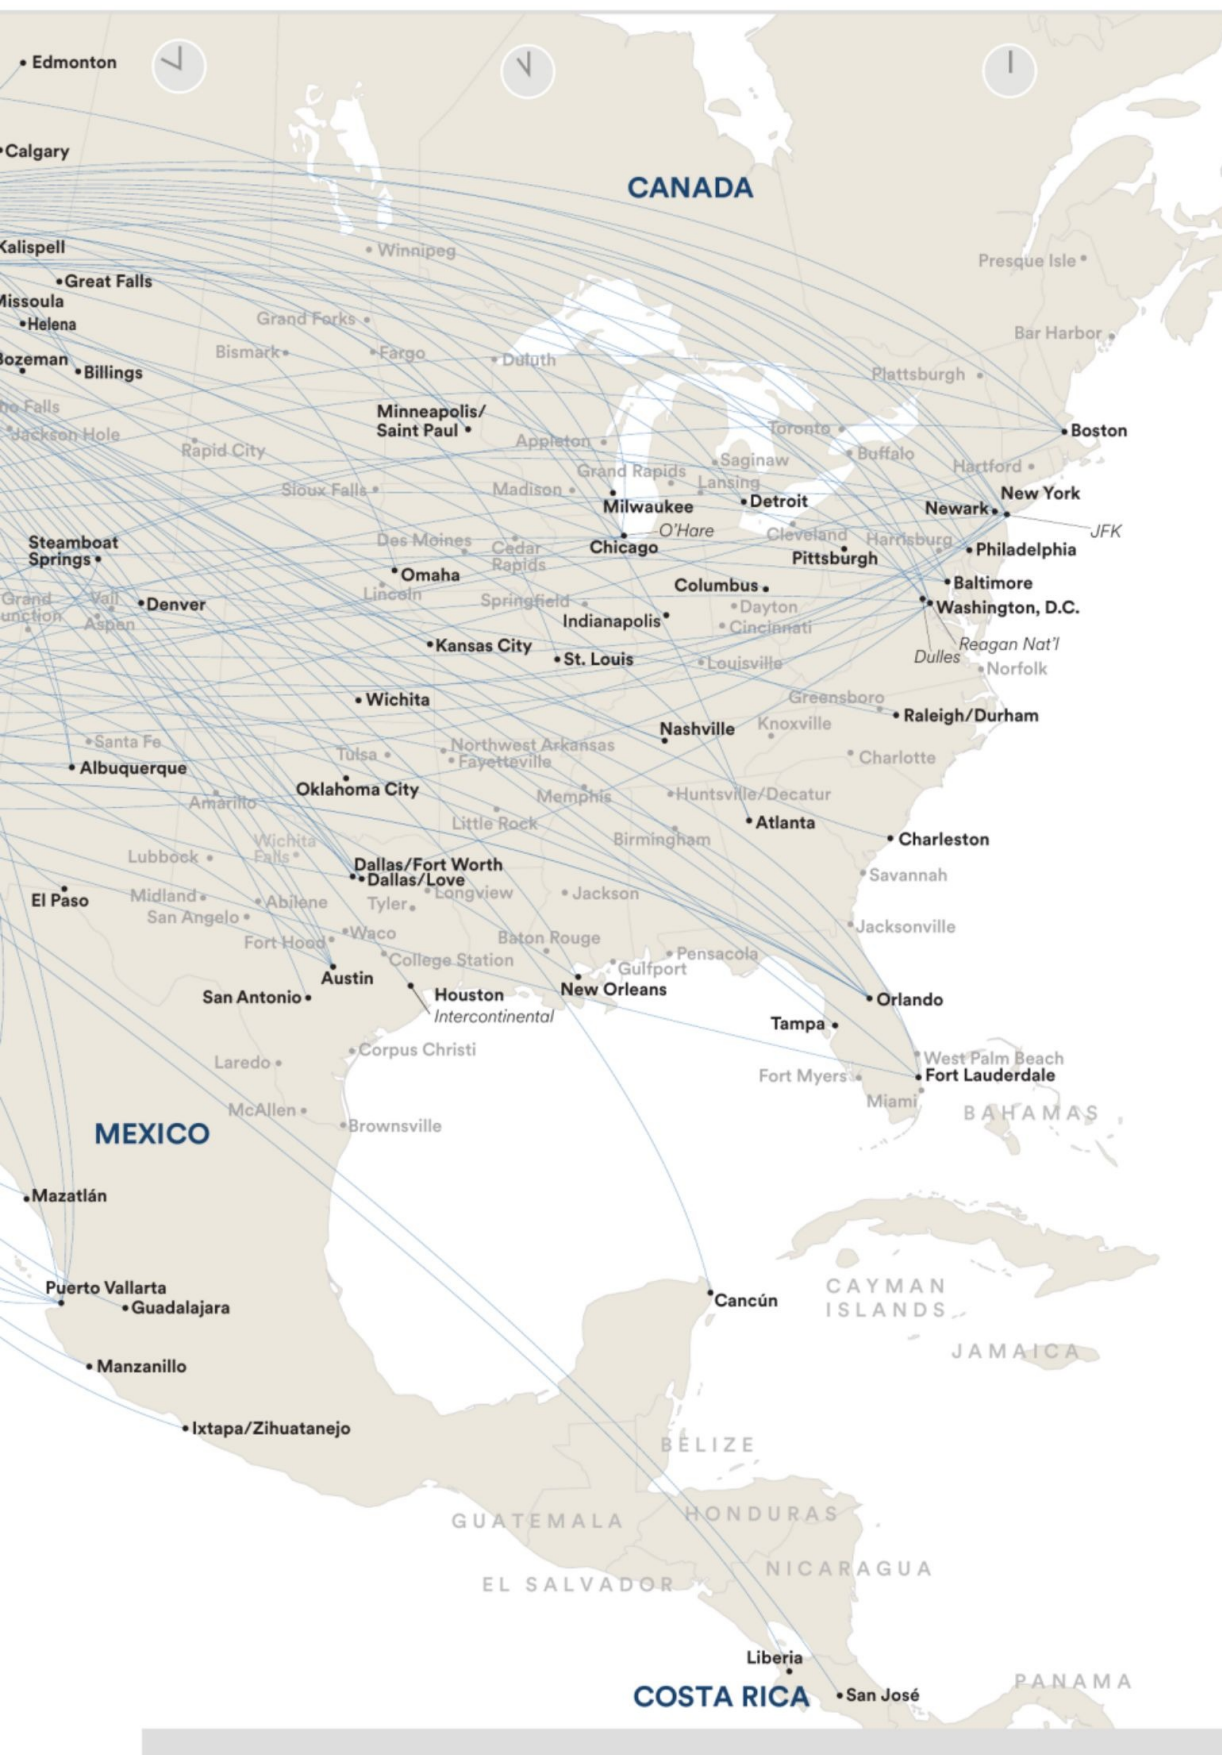 Edmonton
Calgary
CANADA
Kalispell
Winnipeg
Presque Isle
Great Falls
Missoula
Helena
Grand Forks
Bar Harbor
Bismark
Fargo
Duluth
Bozeman
Billings
Plattsburgh
ho Falls
Jackson Hole
Minneapolis/
Saint Paul
Toronto
Boston
Rapid City
Appleton
Buffalo
Saginaw
Hartford
Grand Rapids
Lansing
Sioux Falls
Madison
Milwaukee
Detroit
New York
Newark
JFK
O'Hare
Cleveland
Harrisburg
Steamboat
Springs
Des Moines
Cedar
Rapids
Chicago
Pittsburgh
Philadelphia
Omaha
Lincoln
Columbus
Baltimore
Grand
unction
Vail
Aspen
Denver
Springfield
Indianapolis
Dayton
Cincinnati
Washington, D.C.
Reagan Nat'l
Dulles
Kansas City
St. Louis
Louisville
Norfolk
Wichita
Greensboro
Raleigh/Durham
Nashville
Knoxville
Santa Fe
Tulsa
Northwest Arkansas
Fayetteville
Charlotte
Albuquerque
Oklahoma City
Amarillo
Memphis
Huntsville/Decatur
Little Rock
Atlanta
Birmingham
Charleston
Wichita
Falls
Lubbock
Dallas/Fort Worth
Dallas/Love
Savannah
El Paso
Midland
Abilene
Longview
Tyler
Jackson
San Angelo
Waco
Fort Hood
Jacksonville
Baton Rouge
College Station
Pensacola
Gulfport
Austin
New Orleans
San Antonio
Houston
Intercontinental
Orlando
Tampa
Laredo
Corpus Christi
West Palm Beach
Fort Myers
Fort Lauderdale
Miami
McAllen
BAHAMAS
Brownsville
MEXICO
Mazatlán
Puerto Vallarta
Guadalajara
Cancún
CAYMAN
ISLANDS
JAMAICA
Manzanillo
Ixtapa/Zihuatanejo
BELIZE
GUATEMALA
HONDURAS
NICARAGUA
EL SALVADOR
Liberia
COSTA RICA
San José
PANAMA